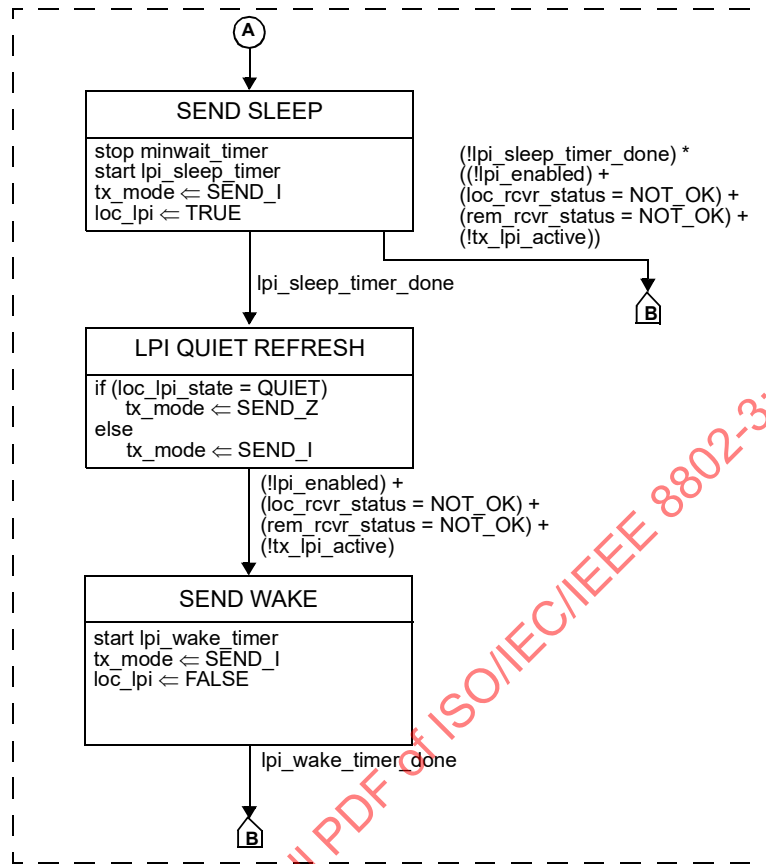 A
SEND SLEEP
stop minwait_timer
start lpi_sleep_timer
tx_mode ⇐ SEND_I
loc_lpi ⇐ TRUE
(!lpi_sleep_timer_done) *
((!lpi_enabled) +
(loc_rcvr_status = NOT_OK) +
(rem_rcvr_status = NOT_OK) +
(!tx_lpi_active))
lpi_sleep_timer_done
B
LPI QUIET REFRESH
if (loc_lpi_state = QUIET)
tx_mode ⇐ SEND_Z
else
tx_mode ⇐ SEND_I
(!lpi_enabled) +
(loc_rcvr_status = NOT_OK) +
(rem_rcvr_status = NOT_OK) +
(!tx_lpi_active)
SEND WAKE
start lpi_wake_timer
tx_mode ⇐ SEND_I
loc_lpi ⇐ FALSE
lpi_wake_timer_done
B
PDF of ISO/IEC/IEEE 8802-3: